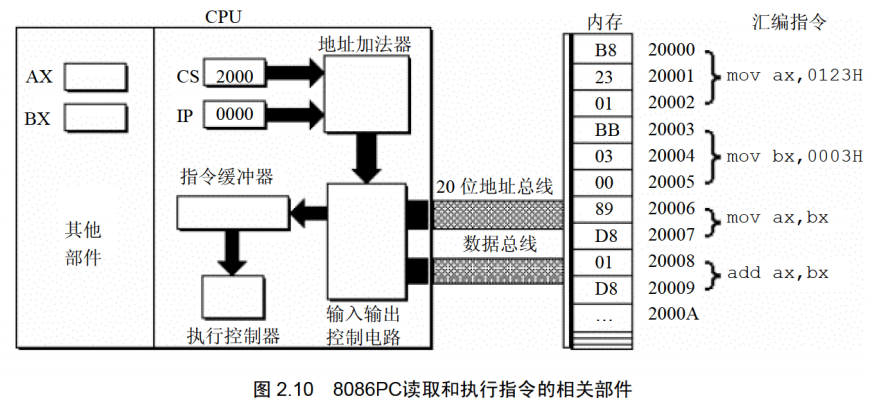 CPU
内存
汇编指令
地址加法器
AX
BX
CS
2000
IP
0000
指令缓冲器
其他
部件
执行控制器
输入输出
控制电路
20 位地址总线
数据总线
B8 20000
23 20001
01 20002
mov ax,0123H
BB 20003
03 20004
00 20005
mov bx,0003H
89 20006
D8 20007
mov ax,bx
01 20008
D8 20009
add ax,bx
… 2000A
图 2.10 8086PC读取和执行指令的相关部件